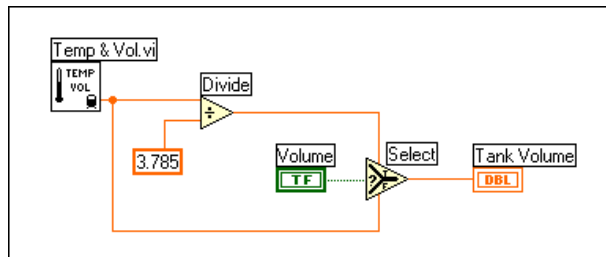 Temp & Vol.vi
TEMP
VOL
Divide
÷
3.785
Volume
TF
Select
?
T
F
Tank Volume
DBL